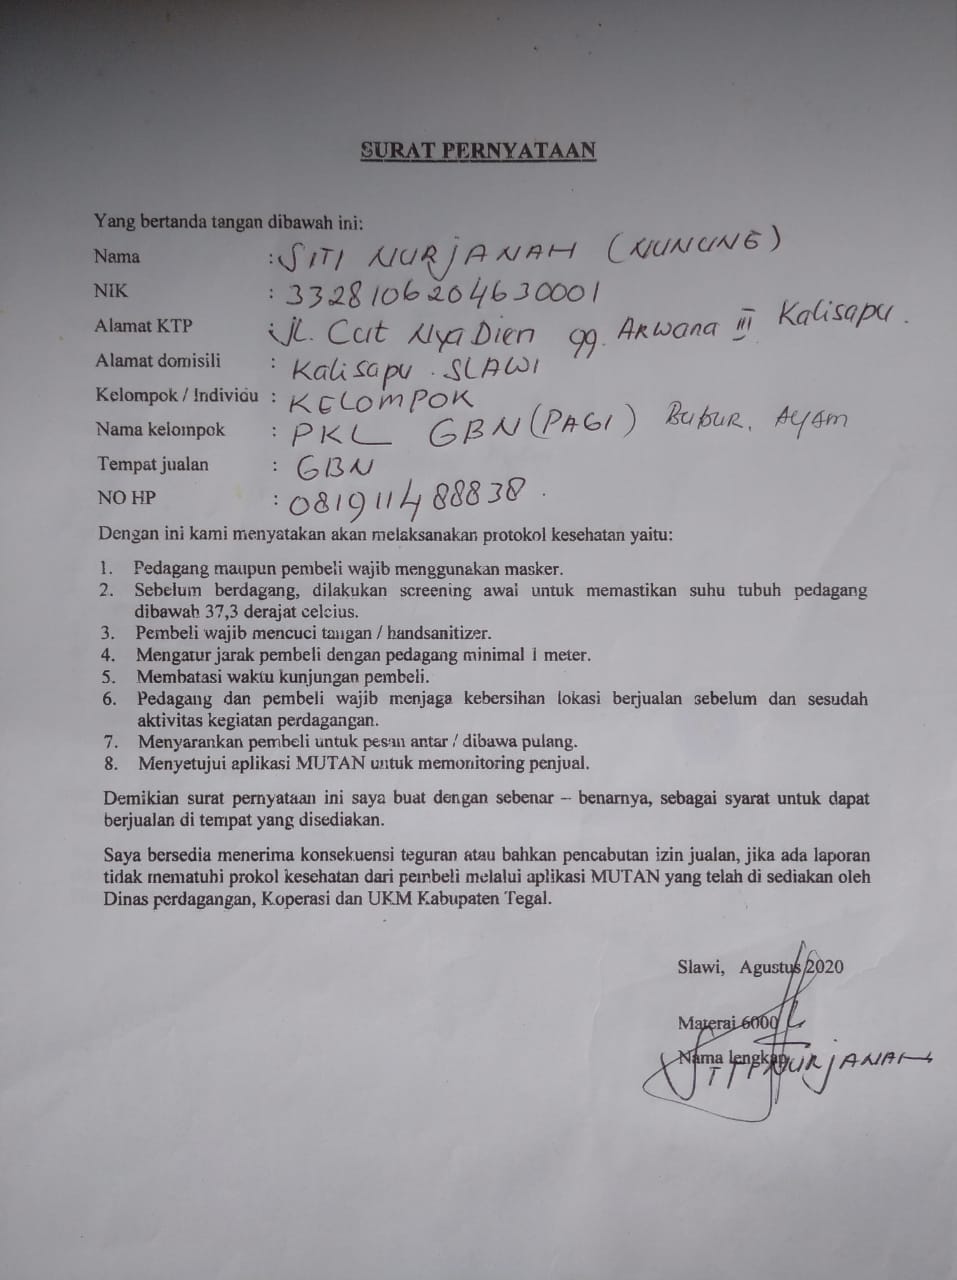 SURAT PERNYATAAN
Yang bertanda tangan dibawah ini:
Nama : SITI NURJANAH (NUNUNG)
NIK : 3328106204630001
Alamat KTP : JL. Cut Nya Dien gg. ARWANA III Kalisapu.
Alamat domisili : Kalisapu . SLAWI
Kelompok / Individu : KELOMPOK
Nama kelompok : PKL GBN (PAGI) BUBUR, AYAM
Tempat jualan : GBN
NO HP : 081911488838.
Dengan ini kami menyatakan akan melaksanakan protokol kesehatan yaitu:
1. Pedagang maupun pembeli wajib menggunakan masker.
2. Sebelum berdagang, dilakukan screening awal untuk memastikan suhu tubuh pedagang
dibawah 37,3 derajat celcius.
3. Pembeli wajib mencuci tangan / handsanitizer.
4. Mengatur jarak pembeli dengan pedagang minimal 1 meter.
5. Membatasi waktu kunjungan pembeli.
6. Pedagang dan pembeli wajib menjaga kebersihan lokasi berjualan sebelum dan sesudah
aktivitas kegiatan perdagangan.
7. Menyarankan pembeli untuk pesan antar / dibawa pulang.
8. Menyetujui aplikasi MUTAN untuk memonitoring penjual.
Demikian surat pernyataan ini saya buat dengan sebenar – benarnya, sebagai syarat untuk dapat
berjualan di tempat yang disediakan.
Saya bersedia menerima konsekuensi teguran atau bahkan pencabutan izin jualan, jika ada laporan
tidak mematuhi prokol kesehatan dari pembeli melalui aplikasi MUTAN yang telah di sediakan oleh
Dinas perdagangan, Koperasi dan UKM Kabupaten Tegal.
Slawi, Agustus 2020
Materai 6000
Nama lengkap
SITI NURJANAH